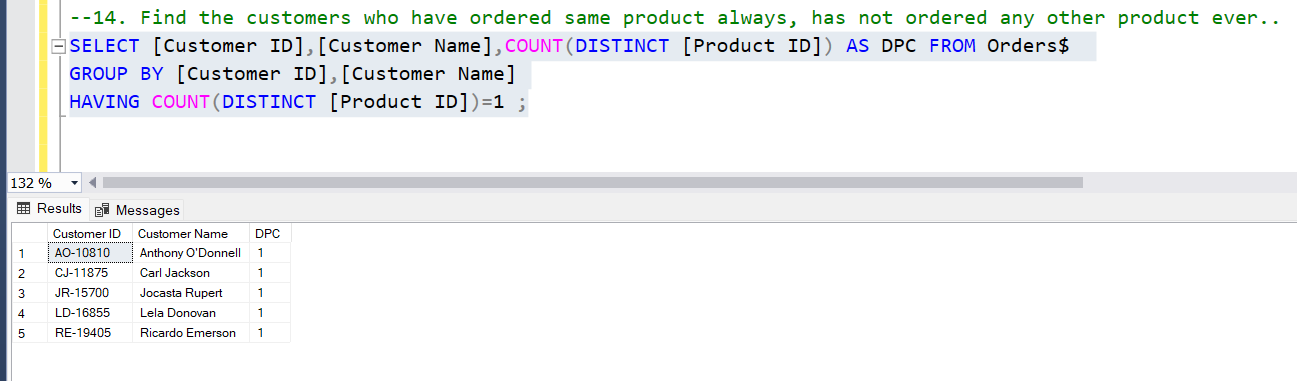 --14. Find the customers who have ordered same product always, has not ordered any other product ever..
SELECT [Customer ID],[Customer Name],COUNT(DISTINCT [Product ID]) AS DPC FROM Orders$
GROUP BY [Customer ID],[Customer Name]
HAVING COUNT(DISTINCT [Product ID])=1 ;
132 %
Results Messages
Customer ID Customer Name DPC
1 AO-10810 Anthony O'Donnell 1
2 CJ-11875 Carl Jackson 1
3 JR-15700 Jocasta Rupert 1
4 LD-16855 Lela Donovan 1
5 RE-19405 Ricardo Emerson 1